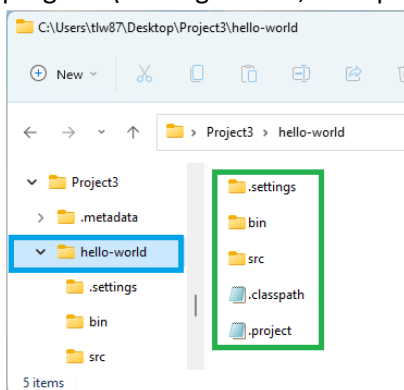 C:\Users\tlw87\Desktop\Project3\hello-world
New
Project3 > hello-world
Project3
.metadata
hello-world
.settings
bin
src
.settings
bin
src
.classpath
.project
5 items